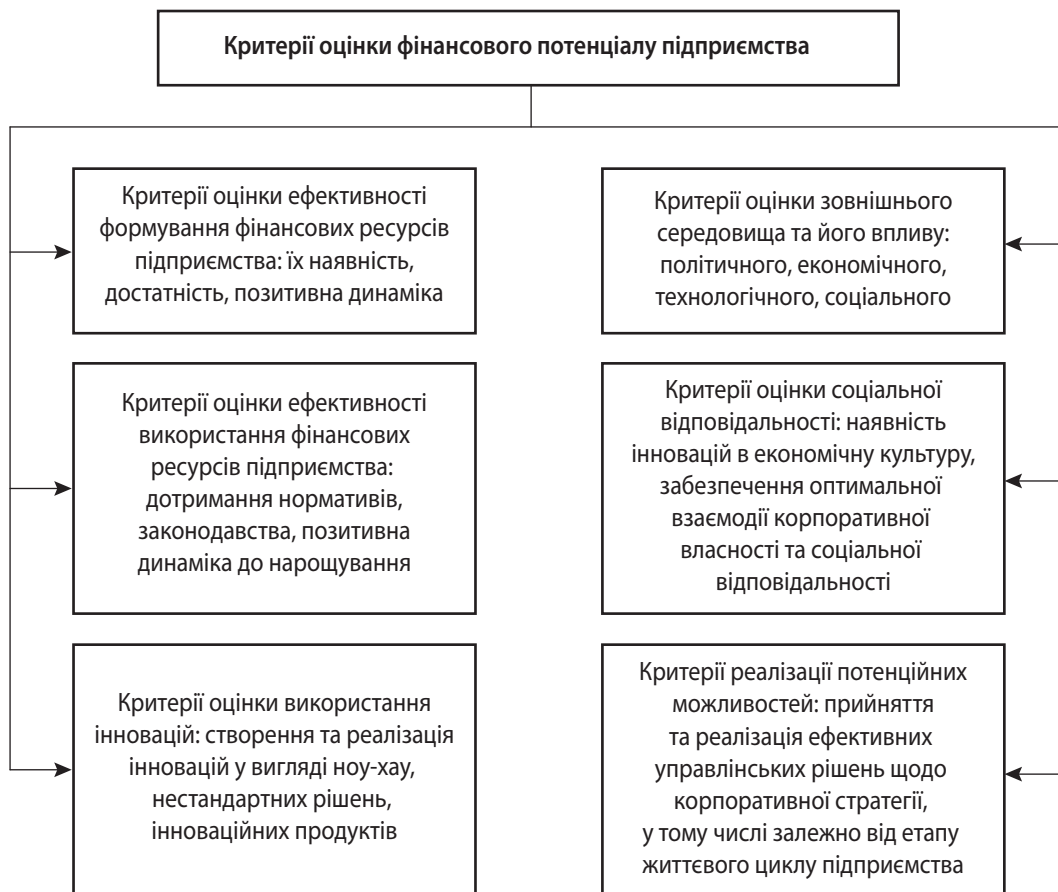 Критерії оцінки фінансового потенціалу підприємства
Критерії оцінки ефективності
формування фінансових ресурсів
підприємства: їх наявність,
достатність, позитивна динаміка
Критерії оцінки ефективності
використання фінансових
ресурсів підприємства:
дотримання нормативів,
законодавства, позитивна
динаміка до нарощування
Критерії оцінки використання
інновацій: створення та реалізація
інновацій у вигляді ноу-хау,
нестандартних рішень,
інноваційних продуктів
Критерії оцінки зовнішнього
середовища та його впливу:
політичного, економічного,
технологічного, соціального
Критерії оцінки соціальної
відповідальності: наявність
інновацій в економічну культуру,
забезпечення оптимальної
взаємодії корпоративної
власності та соціальної
відповідальності
Критерії реалізації потенційних
можливостей: прийняття
та реалізація ефективних
управлінських рішень щодо
корпоративної стратегії,
у тому числі залежно від етапу
життєвого циклу підприємства